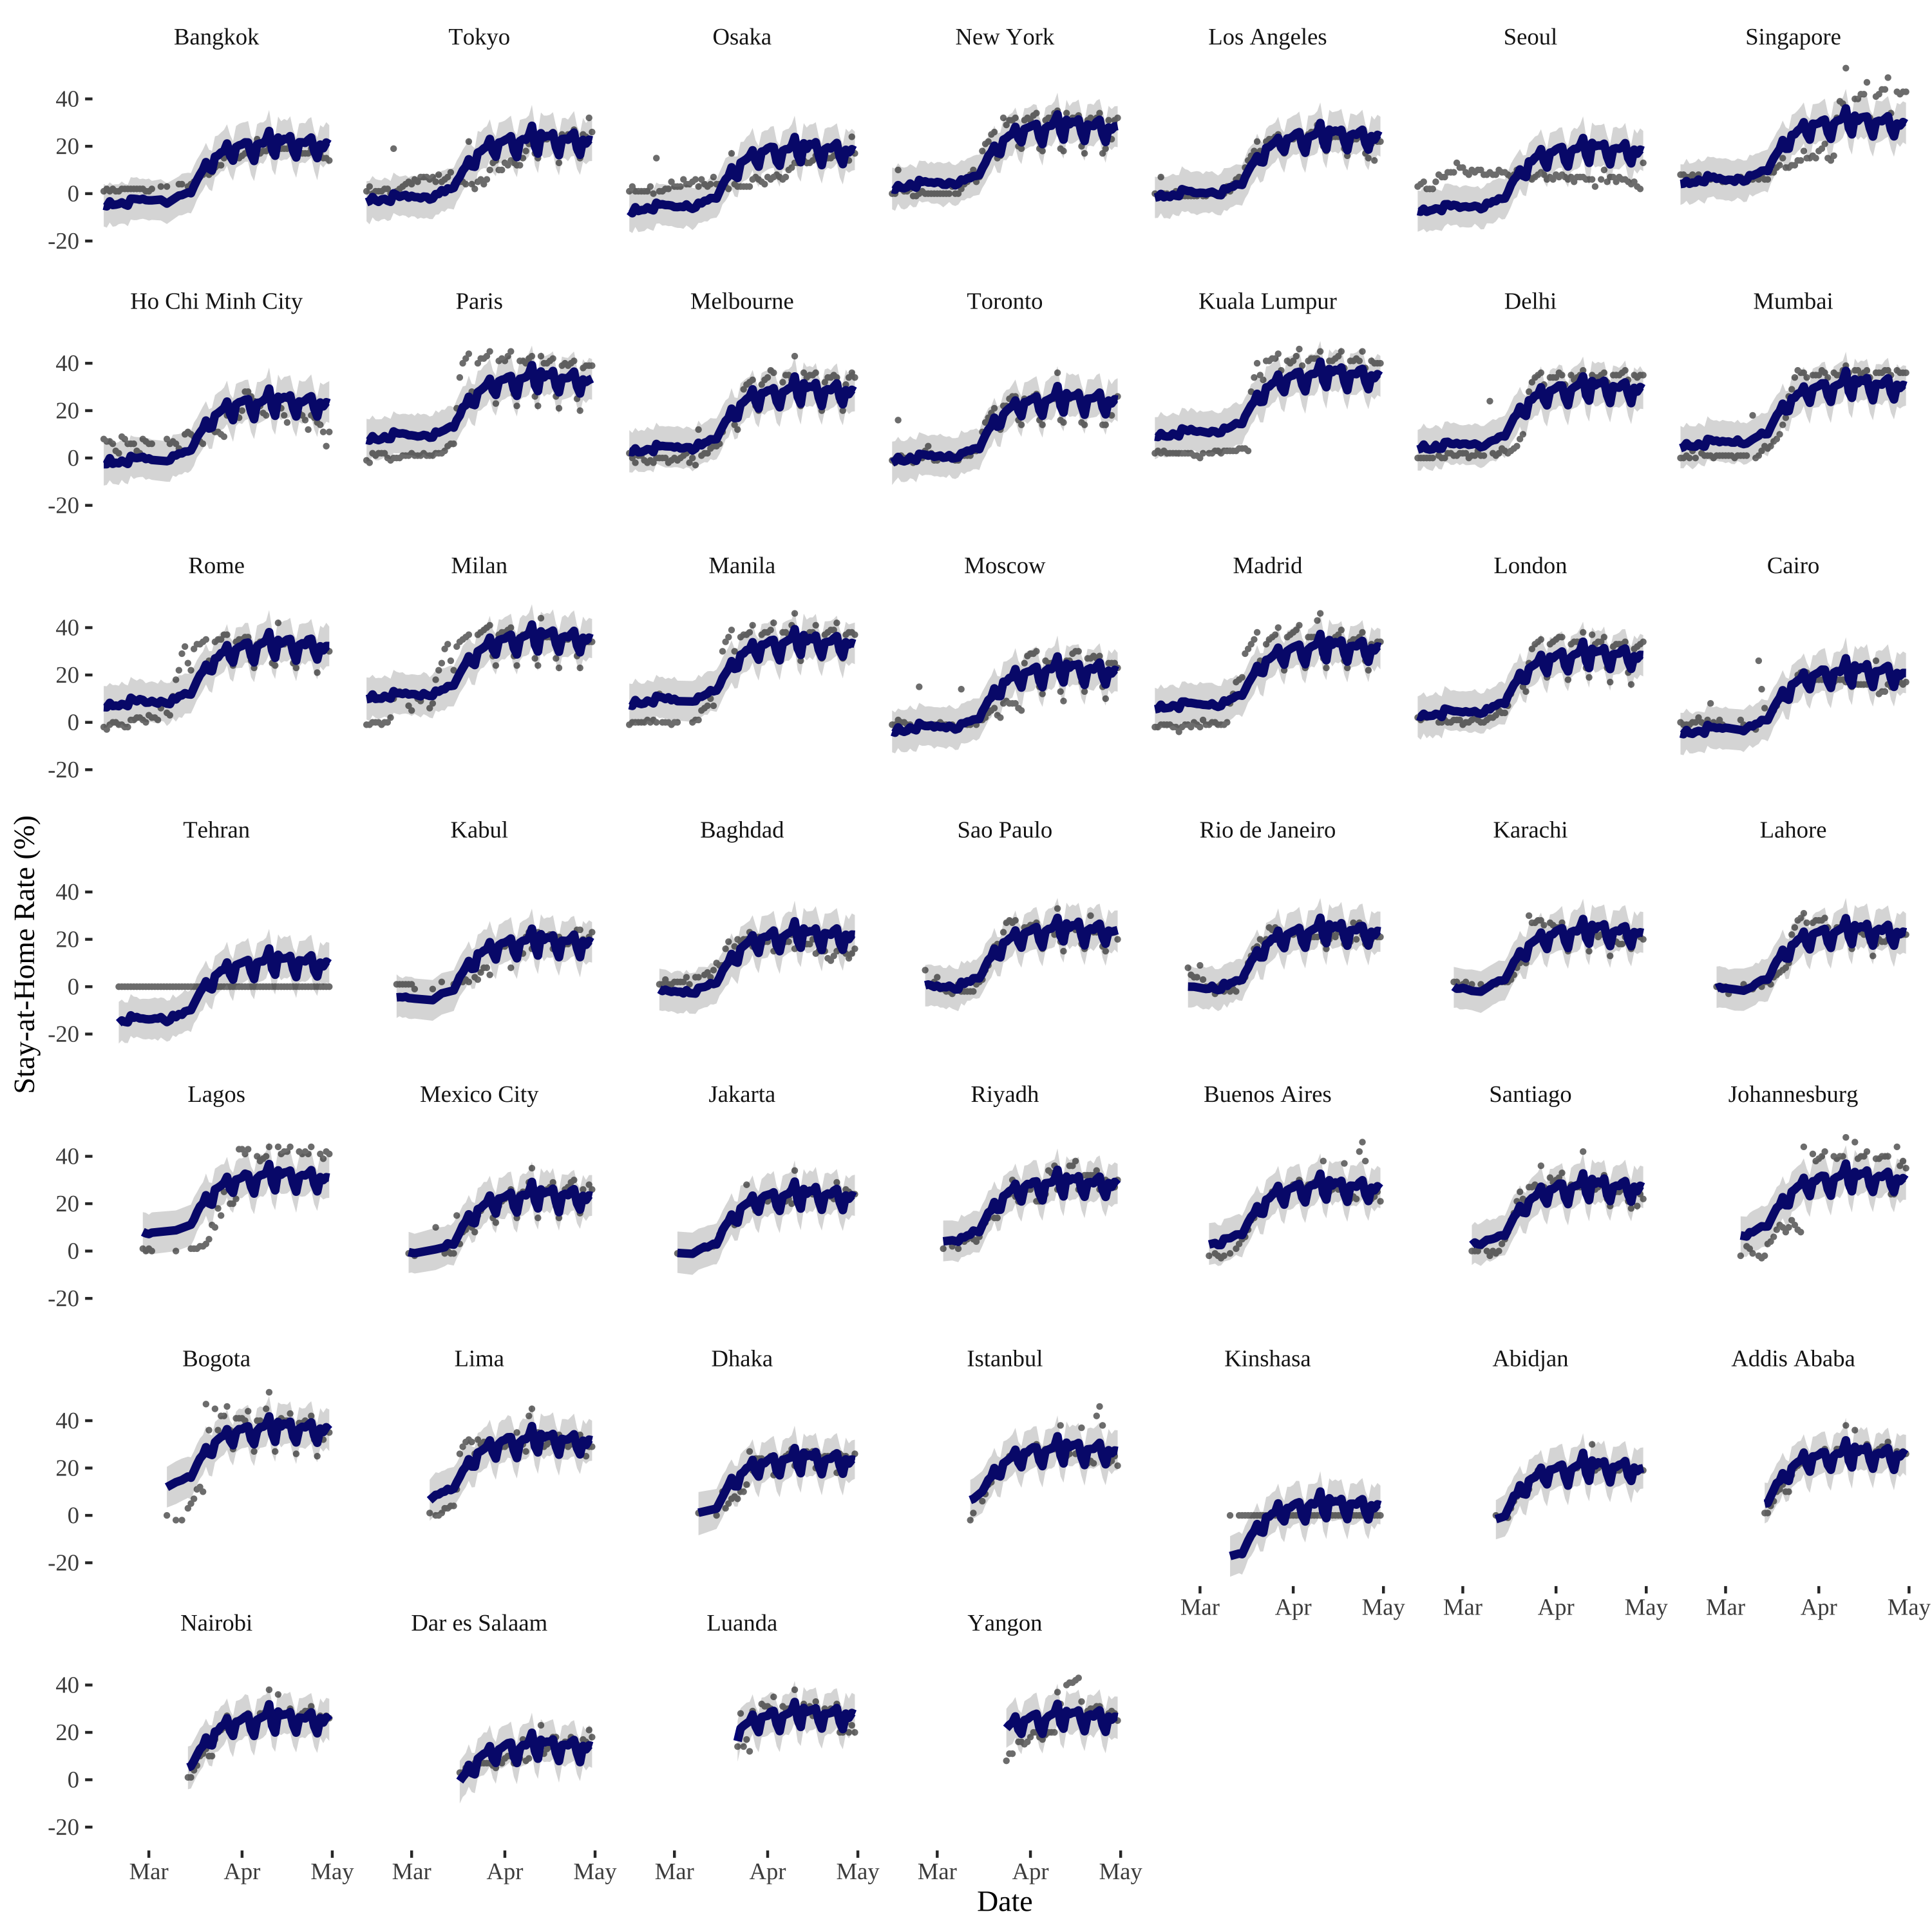 Bangkok Tokyo Osaka New York Los Angeles Seoul Singapore
40
20
0
-20
Ho Chi Minh City Paris Melbourne Toronto Kuala Lumpur Delhi Mumbai
40
20
0
-20
Rome Milan Manila Moscow Madrid London Cairo
40
20
0
-20
Stay-at-Home Rate (%)
Tehran Kabul Baghdad Sao Paulo Rio de Janeiro Karachi Lahore
40
20
0
-20
Lagos Mexico City Jakarta Riyadh Buenos Aires Santiago Johannesburg
40
20
0
-20
Bogota Lima Dhaka Istanbul Kinshasa Abidjan Addis Ababa
40
20
0
-20
Mar Apr May Mar Apr May Mar Apr May
Nairobi Dar es Salaam Luanda Yangon
40
20
0
-20
Mar Apr May Mar Apr May Mar Apr May Mar Apr May
Date